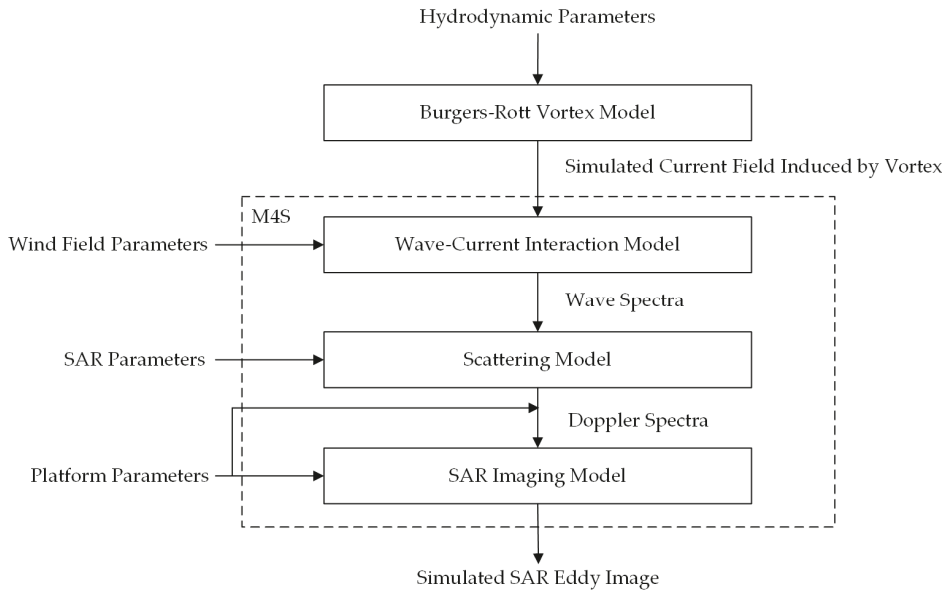 Hydrodynamic Parameters
Burgers-Rott Vortex Model
Simulated Current Field Induced by Vortex
M4S
Wind Field Parameters
Wave-Current Interaction Model
Wave Spectra
SAR Parameters
Scattering Model
Doppler Spectra
Platform Parameters
SAR Imaging Model
Simulated SAR Eddy Image